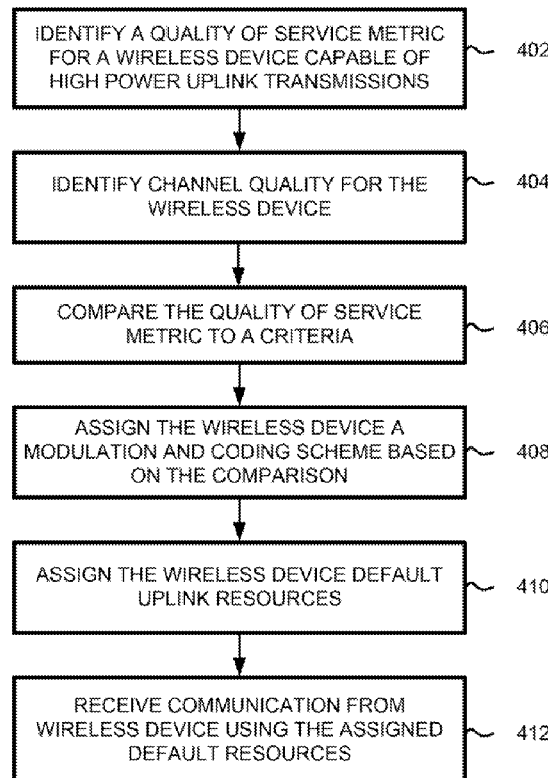 IDENTIFY A QUALITY OF SERVICE METRIC
FOR A WIRELESS DEVICE CAPABLE OF
HIGH POWER UPLINK TRANSMISSIONS
402
IDENTIFY CHANNEL QUALITY FOR THE
WIRELESS DEVICE
404
COMPARE THE QUALITY OF SERVICE
METRIC TO A CRITERIA
406
ASSIGN THE WIRELESS DEVICE A
MODULATION AND CODING SCHEME BASED
ON THE COMPARISON
408
ASSIGN THE WIRELESS DEVICE DEFAULT
UPLINK RESOURCES
410
RECEIVE COMMUNICATION FROM
WIRELESS DEVICE USING THE ASSIGNED
DEFAULT RESOURCES
412